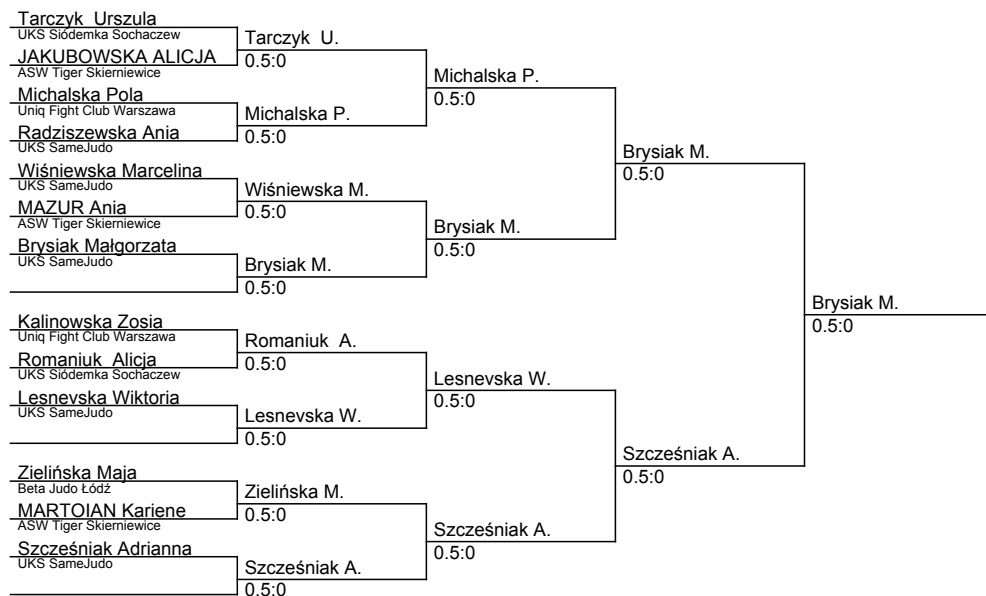 Tarczyk  Urszula
UKS Siódemka Sochaczew
JAKUBOWSKA ALICJA
ASW Tiger Skierniewice
Michalska Pola
Uniq Fight Club Warszawa
Radziszewska Ania
UKS SameJudo
Wiśniewska Marcelina
UKS SameJudo
MAZUR Ania
ASW Tiger Skierniewice
Brysiak Małgorzata
UKS SameJudo
Kalinowska Zosia
Uniq Fight Club Warszawa
Romaniuk  Alicja
UKS Siódemka Sochaczew
Lesnevska Wiktoria
UKS SameJudo
Zielińska Maja
Beta Judo Łódź
MARTOIAN Kariene
ASW Tiger Skierniewice
Szcześniak Adrianna
UKS SameJudo
Tarczyk  U.
0.5:0
Michalska P.
0.5:0
Wiśniewska M.
0.5:0
Brysiak M.
0.5:0
Romaniuk  A.
0.5:0
Lesnevska W.
0.5:0
Zielińska M.
0.5:0
Szcześniak A.
0.5:0
Michalska P.
0.5:0
Brysiak M.
0.5:0
Lesnevska W.
0.5:0
Szcześniak A.
0.5:0
Brysiak M.
0.5:0
Szcześniak A.
0.5:0
Brysiak M.
0.5:0